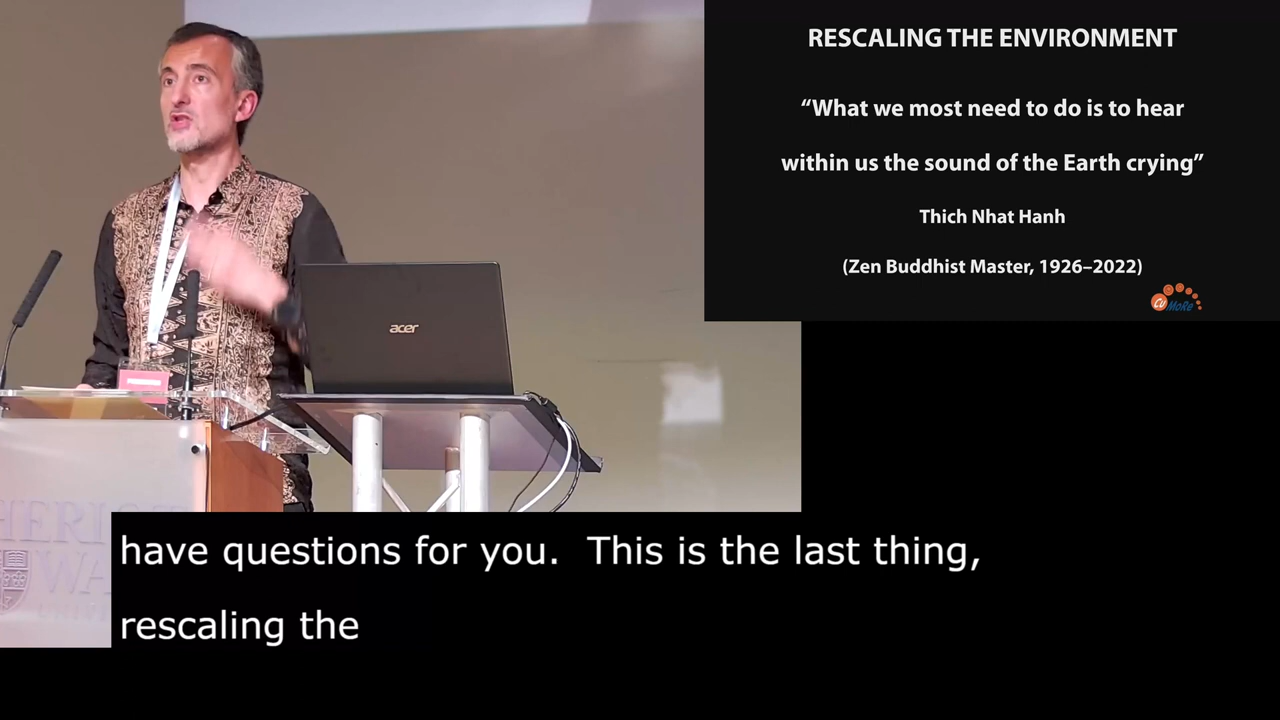 RESCALING THE ENVIRONMENT
“What we most need to do is to hear
within us the sound of the Earth crying”
Thich Nhat Hanh
(Zen Buddhist Master, 1926–2022)
CU MoRe
acer
have questions for you.  This is the last thing,
rescaling the